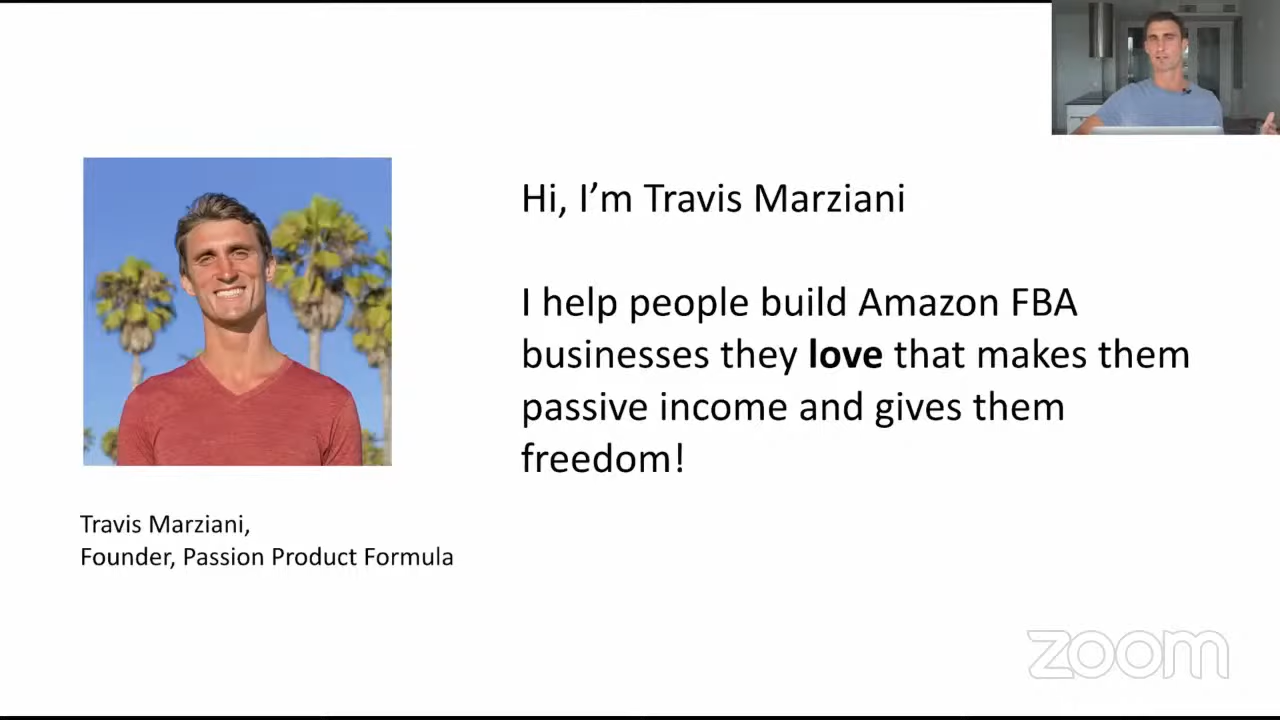 Hi, I'm Travis Marziani
I help people build Amazon FBA
businesses they love that makes them
passive income and gives them
freedom!
Travis Marziani,
Founder, Passion Product Formula
zoom